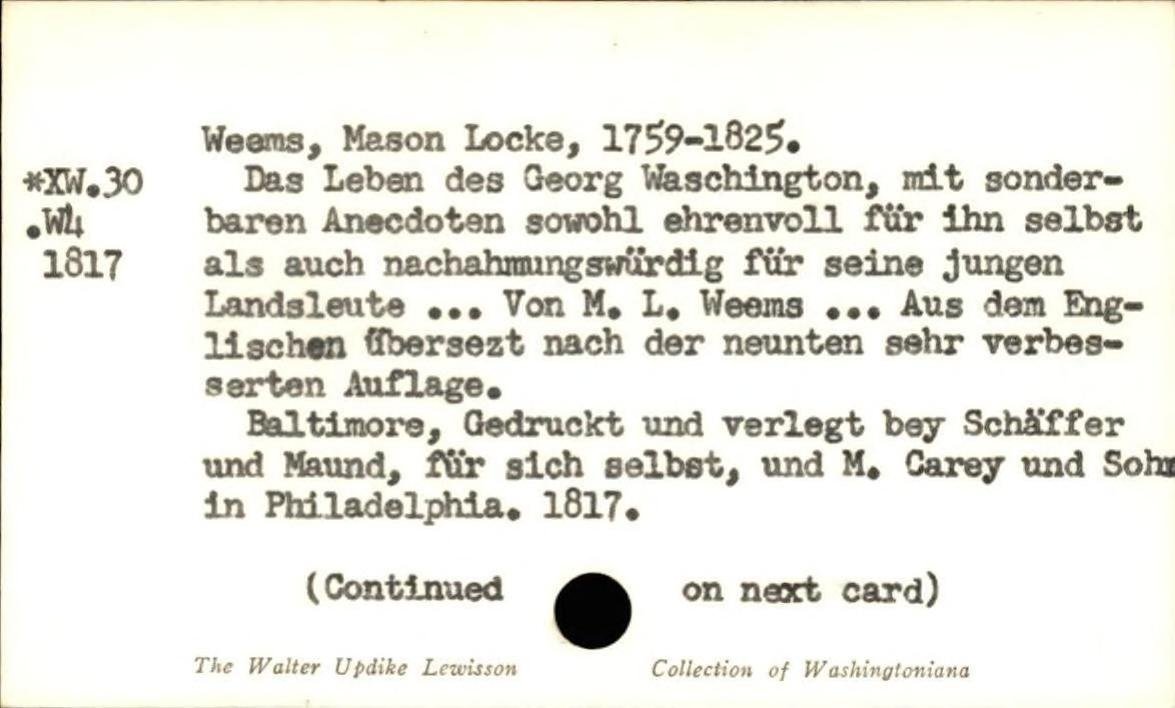 Weems, Mason Locke, 1759-1825.
*XW.30 Das Leben des Georg Waschington, mit sonder-
.W4 baren Anecdoten sowohl ehrenvoll für ihn selbst
1817 als auch nachahmungswürdig für seine jungen
Landsleute ... Von M. L. Weems ... Aus dem Eng-
lischen übersezt nach der neunten sehr verbes-
serten Auflage.
Baltimore, Gedruckt und verlegt bey Schäffer
und Maund, für sich selbst, und M. Carey und Sohn
in Philadelphia. 1817.
(Continued on next card)
The Walter Updike Lewisson Collection of Washingtoniana